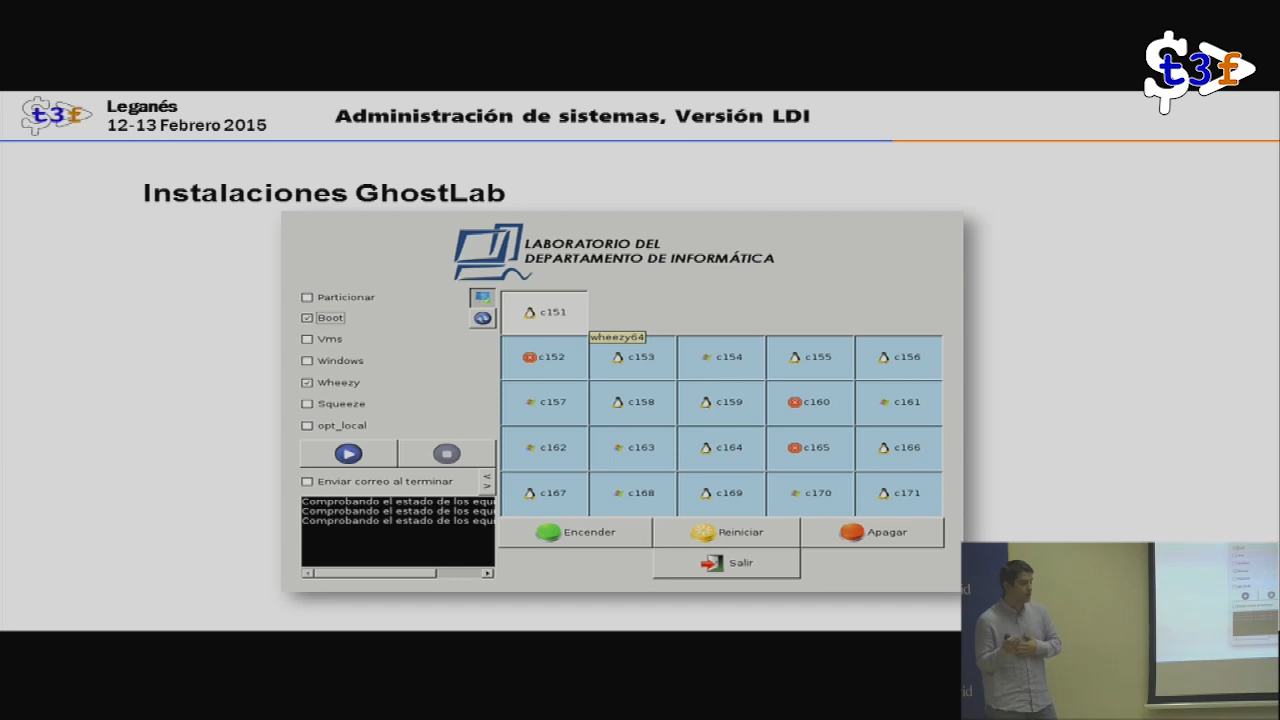 $t3f
Leganés
12-13 Febrero 2015
t3f
Administración de sistemas, Versión LDI
Instalaciones GhostLab
LABORATORIO DEL
DEPARTAMENTO DE INFORMÁTICA
Particionar
Boot
Vms
Windows
Wheezy
Squeeze
opt_local
c151
wheezy64
c152 c153 c154 c155 c156
c157 c158 c159 c160 c161
c162 c163 c164 c165 c166
c167 c168 c169 c170 c171
Enviar correo al terminar
<
>
Comprobando el estado de los equi
Comprobando el estado de los equi
Comprobando el estado de los equi
Encender Reiniciar Apagar
Salir